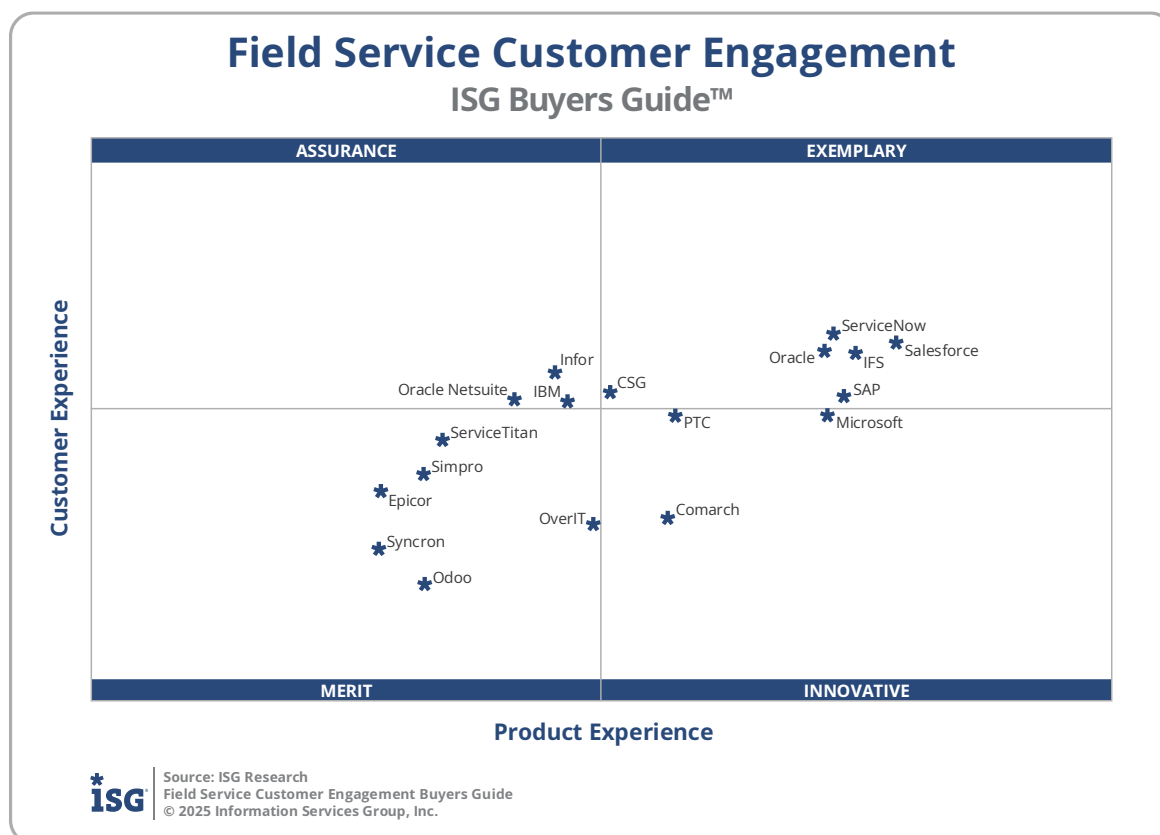 Field Service Customer Engagement
ISG Buyers Guide™
ASSURANCE
EXEMPLARY
Customer Experience
ServiceNow
Oracle
IFS
Salesforce
Infor
CSG
Oracle Netsuite
IBM
SAP
PTC
Microsoft
ServiceTitan
Simpro
Epicor
OverIT
Comarch
Syncron
Odoo
MERIT
INNOVATIVE
Product Experience
ISG
Source: ISG Research
Field Service Customer Engagement Buyers Guide
© 2025 Information Services Group, Inc.